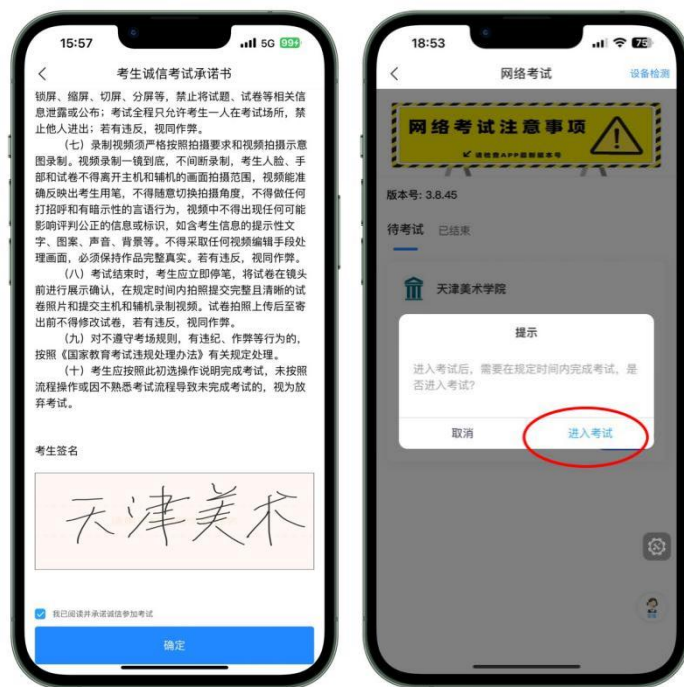 15:57
5G
99+
考生诚信考试承诺书
锁屏、缩屏、切屏、分屏等，禁止将试题、试卷等相关信
息泄露或公布；考试全程只允许考生一人在考试场所，禁
止他人进出；若有违反，视同作弊。
（七）录制视频须严格按照拍摄要求和视频拍摄示意
图录制。视频录制一镜到底，不间断录制，考生人脸、手
部和试卷不得离开主机和辅机的画面拍摄范围，视频能准
确反映出考生用笔，不得随意切换拍摄角度，不得做任何
打招呼和有暗示性的言语行为，视频中不得出现任何可能
影响评判公正的信息或标识，如含考生信息的提示性文
字、图案、声音、背景等。不得采取任何视频编辑手段处
理画面，必须保持作品完整真实。若有违反，视同作弊。
（八）考试结束时，考生应立即停笔，将试卷在镜头
前进行展示确认，在规定时间内拍照提交完整且清晰的试
卷照片和提交主机和辅机录制视频。试卷拍照上传后至寄
出前不得修改试卷，若有违反，视同作弊。
（九）对不遵守考场规则，有违纪、作弊等行为的，
按照《国家教育考试违规处理办法》有关规定处理。
（十）考生应按照此初选操作说明完成考试，未按照
流程操作或因不熟悉考试流程导致未完成考试的，视为放
弃考试。
考生签名
天津美术
我已阅读并承诺诚信参加考试
确定
18:53
75
网络考试
设备检测
网络考试注意事项
请检查APP是否最新版本号
版本号: 3.8.45
待考试 已结束
天津美术学院
提示
进入考试后，需要在规定时间内完成考试，是
否进入考试?
取消
进入考试